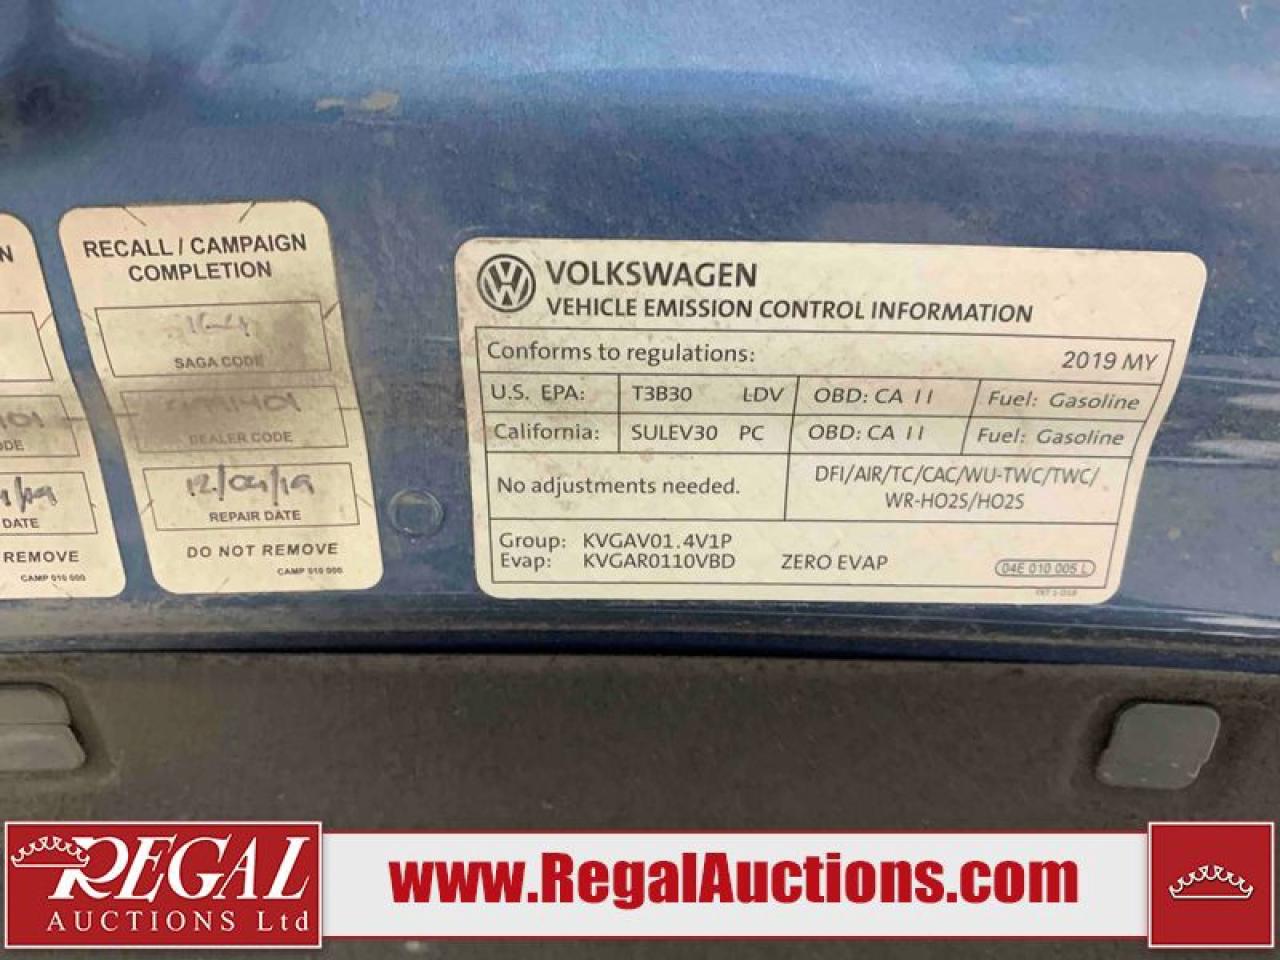 N
ODE
DATE
REMOVE
CAMP 010 000
RECALL / CAMPAIGN
COMPLETION
SAGA CODE
DEALER CODE
12/04/19
REPAIR DATE
DO NOT REMOVE
CAMP 010 000
VOLKSWAGEN
VEHICLE EMISSION CONTROL INFORMATION
Conforms to regulations: 2019 MY
U.S. EPA: T3B30 LDV OBD: CA II Fuel: Gasoline
California: SULEV30 PC OBD: CA II Fuel: Gasoline
No adjustments needed.
DFI/AIR/TC/CAC/WU-TWC/TWC/
WR-HO2S/HO2S
Group: KVGAV01.4V1P
Evap: KVGAR0110VBD ZERO EVAP
04E 010 005 L
REGAL
AUCTIONS Ltd
www.RegalAuctions.com